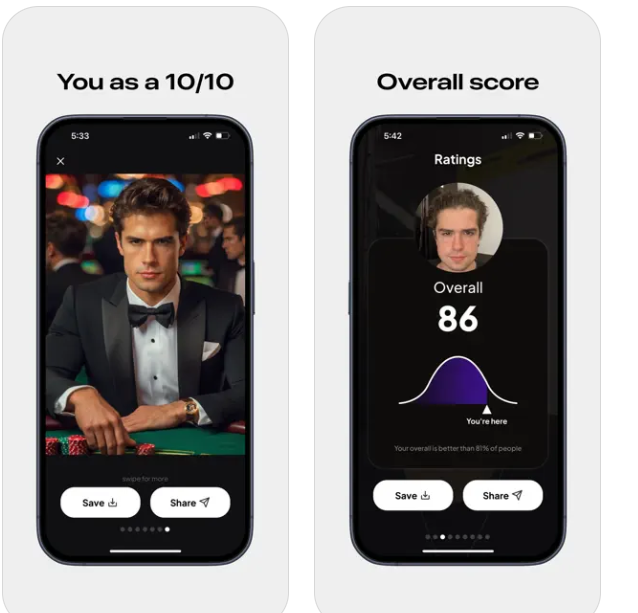 You as a 10/10
5:33
swipe for more
Save
Share
Overall score
5:42
Ratings
Overall
86
You're here
Your overall is better than 81% of people
Save
Share